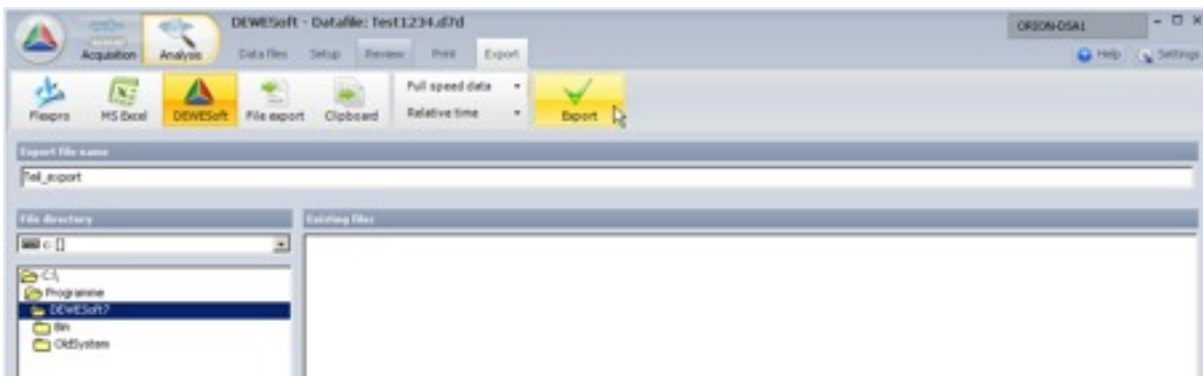 DEWESoft - Datafile: Test1234.d7d
ORION-DSA1
Acquisition
Analysis
Data files
Setup
Review
Print
Export
Help
Settings
Flexpro
MS Excel
DEWESoft
File export
Clipboard
Full speed data
Relative time
Export
Export file name
Teil_export
File directory
Existing files
c: []
C:\
Programme
DEWESoft7
Bin
OldSystem